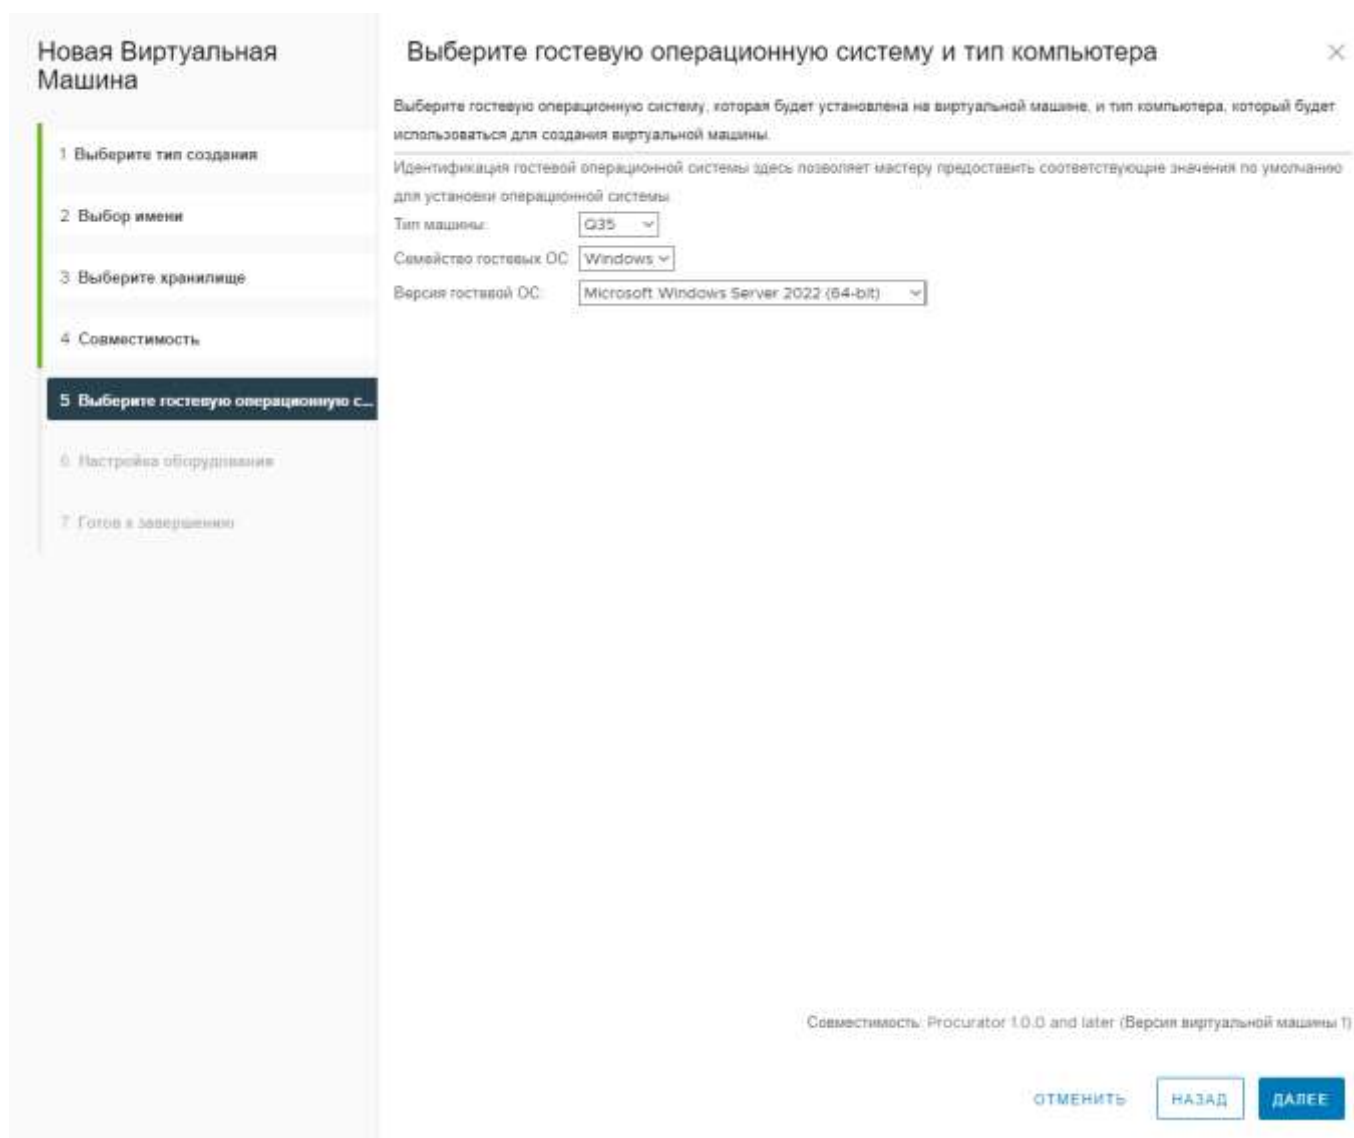 Новая Виртуальная
Машина
1 Выберите тип создания
2 Выбор имени
3 Выберите хранилище
4 Совместимость
5 Выберите гостевую операционную с...
6 Настройка оборудования
7 Готов к завершению
Выберите гостевую операционную систему и тип компьютера
Выберите гостевую операционную систему, которая будет установлена на виртуальной машине, и тип компьютера, который будет
использоваться для создания виртуальной машины.
Идентификация гостевой операционной системы здесь позволяет мастеру предоставить соответствующие значения по умолчанию
для установки операционной системы
Тип машины: Q35
Семейство гостевых ОС Windows
Версия гостевой ОС: Microsoft Windows Server 2022 (64-bit)
Совместимость: Procurator 1.0.0 and later (Версия виртуальной машины 1)
ОТМЕНИТЬ НАЗАД ДАЛЕЕ